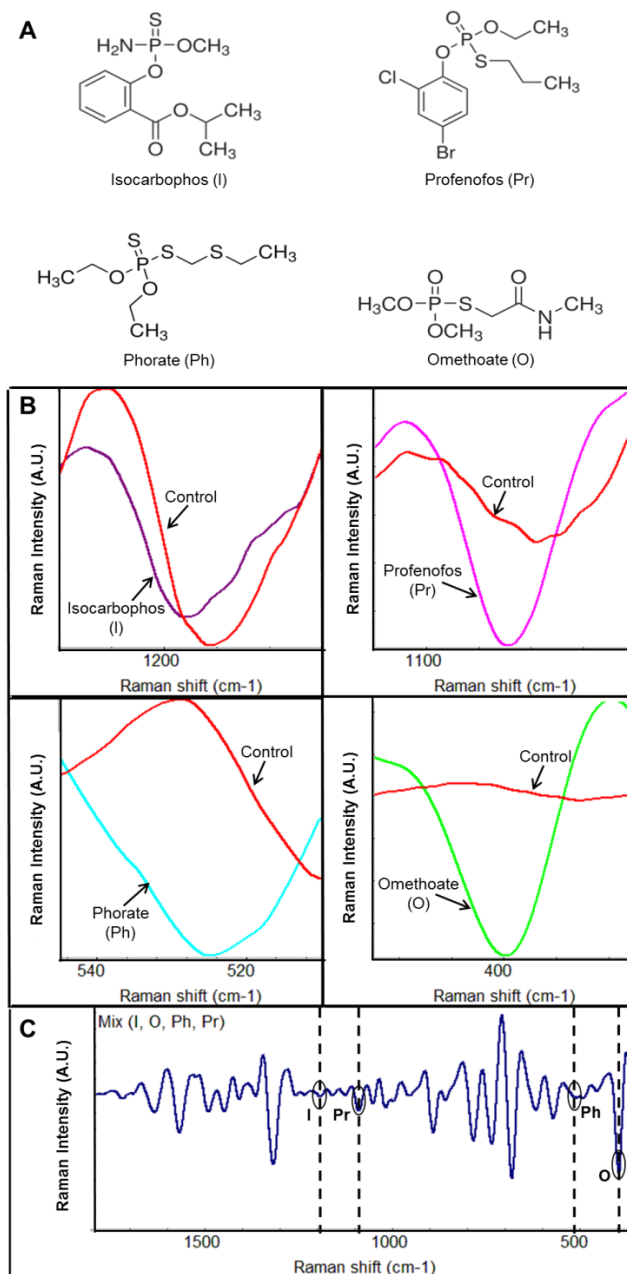 A
S
H₂N P OCH₃
O
O CH₃
O CH₃
Isocarbophos (I)
O
O CH₃
P
O S CH₃
Cl
Br
Profenofos (Pr)
S
P S S CH₃
H₃C O O
CH₃
Phorate (Ph)
O O
H₃CO P S N CH₃
OCH₃ H
Omethoate (O)
B
Raman Intensity (A.U.)
Control
Isocarbophos
(I)
1200
Raman shift (cm-1)
Raman Intensity (A.U.)
Control
Profenofos
(Pr)
1100
Raman shift (cm-1)
Raman Intensity (A.U.)
Control
Phorate
(Ph)
540 520
Raman shift (cm-1)
Raman Intensity (A.U.)
Control
Omethoate
(O)
400
Raman shift (cm-1)
C
Mix (I, O, Ph, Pr)
Raman Intensity (A.U.)
I Pr Ph O
1500 1000 500
Raman shift (cm-1)